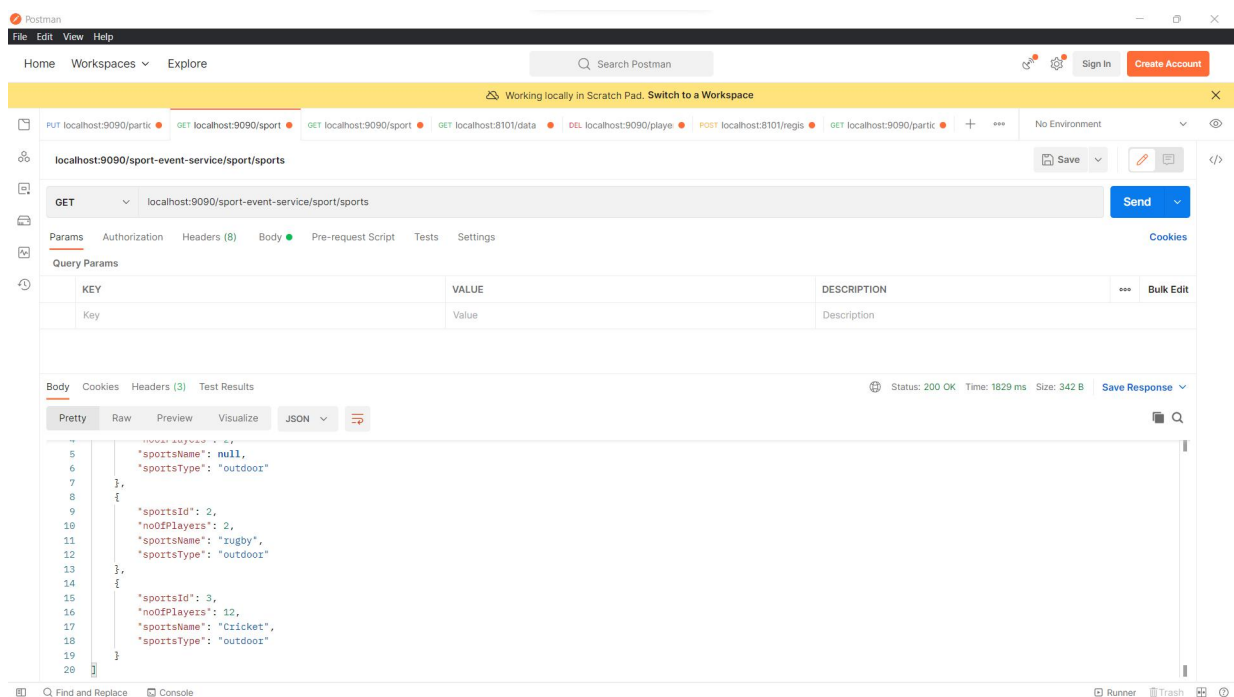 Postman
File Edit View Help
Home Workspaces Explore Search Postman Sign In Create Account
Working locally in Scratch Pad. Switch to a Workspace
PUT localhost:9090/partic GET localhost:9090/sport GET localhost:9090/sport GET localhost:8101/data DEL localhost:9090/playe POST localhost:8101/regis GET localhost:9090/partic No Environment
localhost:9090/sport-event-service/sport/sports Save
GET localhost:9090/sport-event-service/sport/sports Send
Params Authorization Headers (8) Body Pre-request Script Tests Settings Cookies
Query Params
KEY VALUE DESCRIPTION Bulk Edit
Key Value Description
Body Cookies Headers (3) Test Results Status: 200 OK Time: 1829 ms Size: 342 B Save Response
Pretty Raw Preview Visualize JSON
4 "noOfPlayers": 2,
5 "sportsName": null,
6 "sportsType": "outdoor"
7 },
8 {
9 "sportsId": 2,
10 "noOfPlayers": 2,
11 "sportsName": "rugby",
12 "sportsType": "outdoor"
13 },
14 {
15 "sportsId": 3,
16 "noOfPlayers": 12,
17 "sportsName": "Cricket",
18 "sportsType": "outdoor"
19 }
20 ]
Find and Replace Console Runner Trash